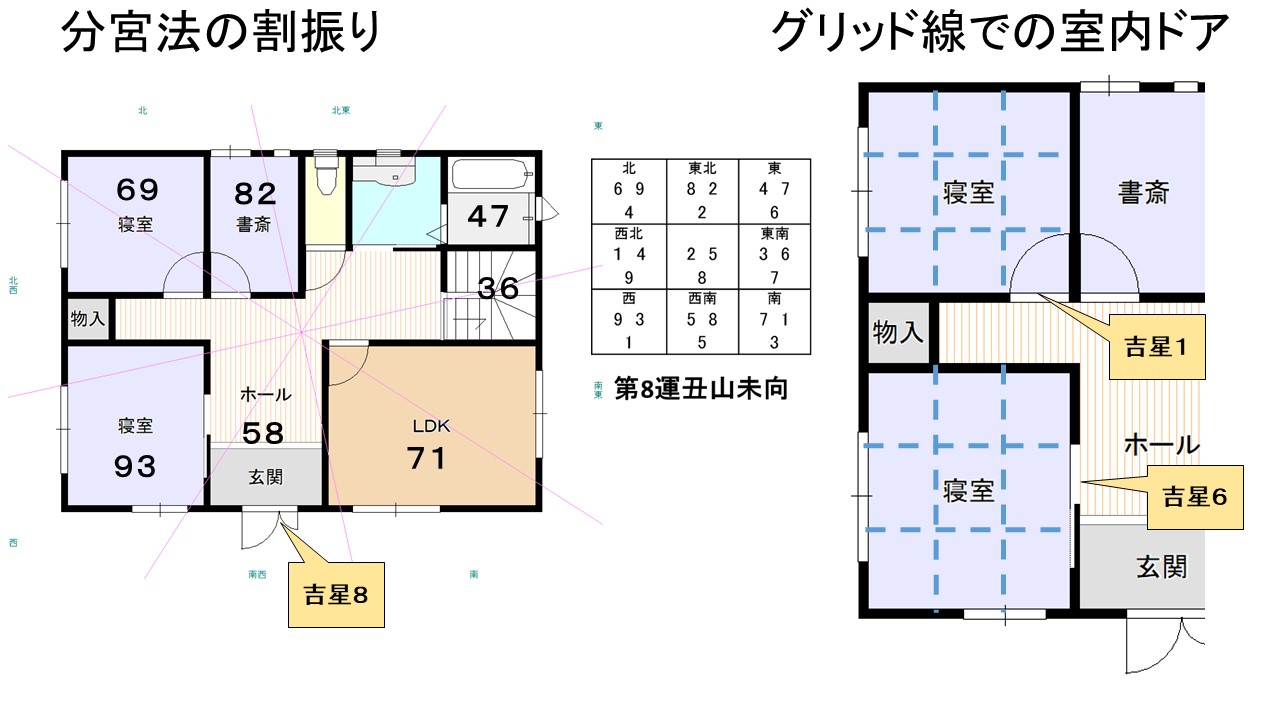 分宮法の割振り
グリッド線での室内ドア
北
北東
東
69
寝室
82
書斎
47
36
北西
物入
ホール
58
寝室
93
玄関
LDK
71
西
南西
南
南東
吉星8
北 東北 東
6 9 8 2 4 7
4 2 6
西北 東南
1 4 2 5 3 6
9 8 7
西 西南 南
9 3 5 8 7 1
1 5 3
第8運丑山未向
寝室
書斎
物入
吉星1
ホール
寝室
吉星6
玄関